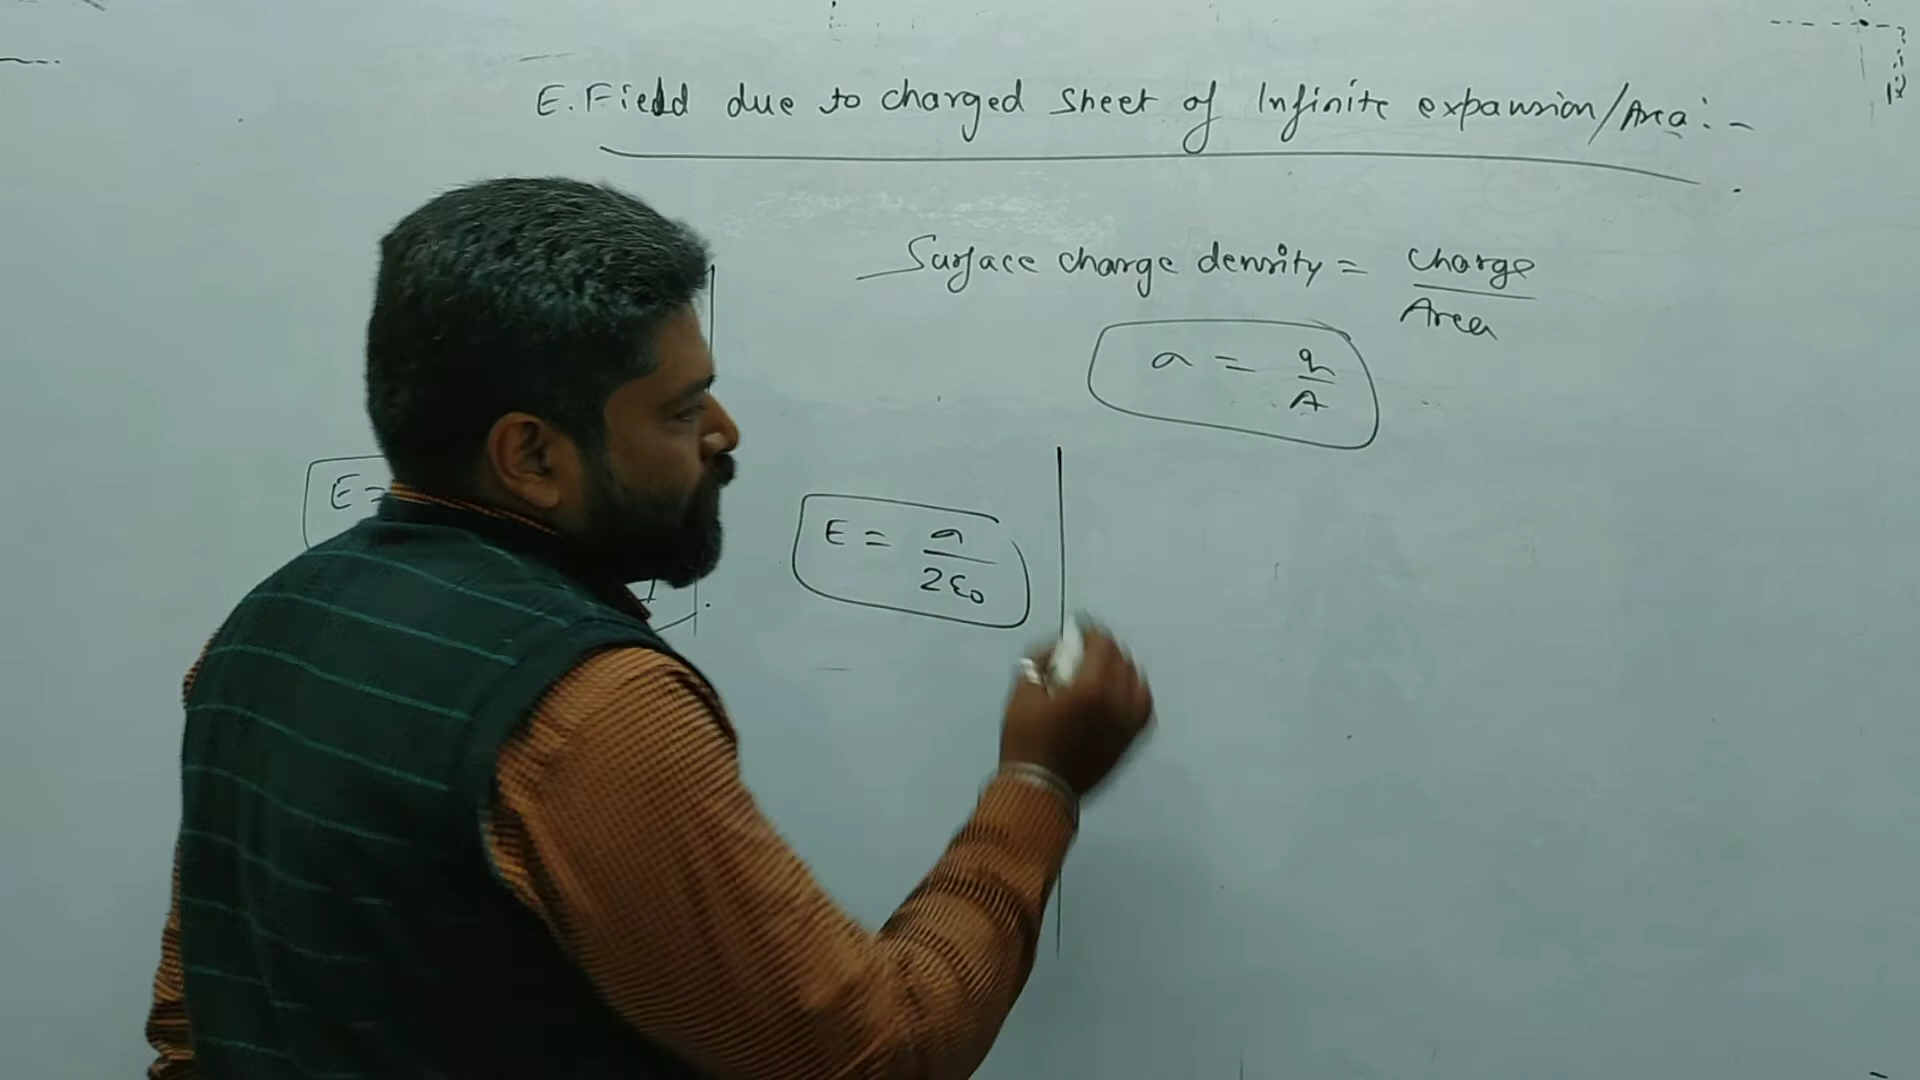 E. Field due to charged sheet of Infinite expansion/Area:-
Surface charge density = Charge/Area
σ = q/A
E =
E = σ/2ε₀